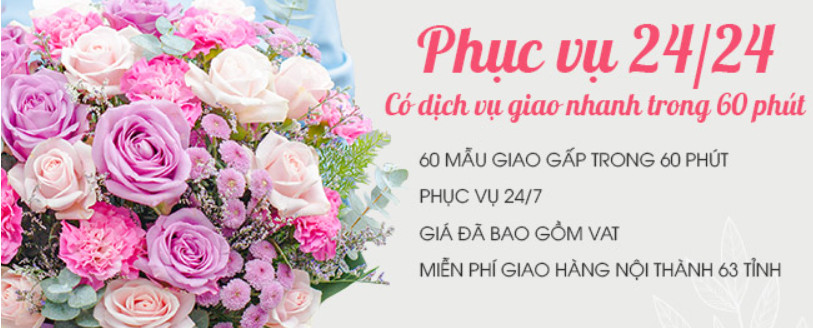 Phục vụ 24/24
Có dịch vụ giao nhanh trong 60 phút
60 MẪU GIAO GẤP TRONG 60 PHÚT
PHỤC VỤ 24/7
GIÁ ĐÃ BAO GỒM VAT
MIỄN PHÍ GIAO HÀNG NỘI THÀNH 63 TỈNH